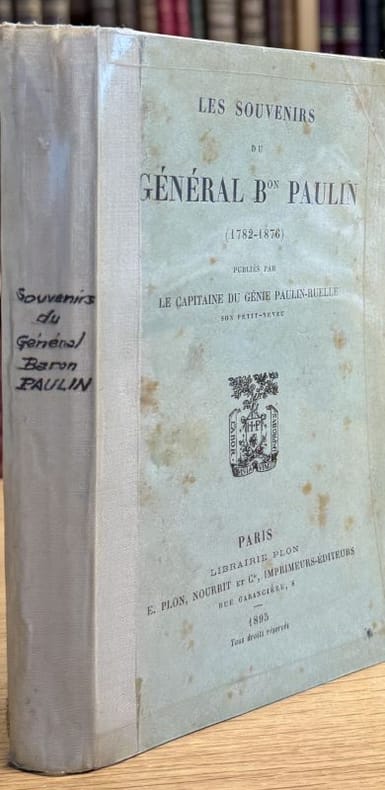 Souvenirs
du
Général
Baron
PAULIN
LES SOUVENIRS
DU
GÉNÉRAL BON PAULIN
(1782-1876)
PUBLIÉS PAR
LE CAPITAINE DU GÉNIE PAULIN-RUELLE
SON PETIT-NEVEU
LABOR
H·P
PARIS
LIBRAIRIE PLON
E. PLON, NOURRIT ET Cie, IMPRIMEURS-ÉDITEURS
RUE GARANCIÈRE, 8
1895
Tous droits réservés